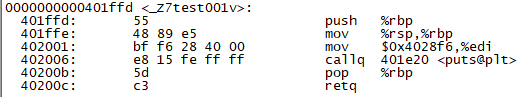 0000000000401ffd <_Z7test001v>:
401ffd: 55 push %rbp
401ffe: 48 89 e5 mov %rsp,%rbp
402001: bf f6 28 40 00 mov $0x4028f6,%edi
402006: e8 15 fe ff ff callq 401e20 <puts@plt>
40200b: 5d pop %rbp
40200c: c3 retq